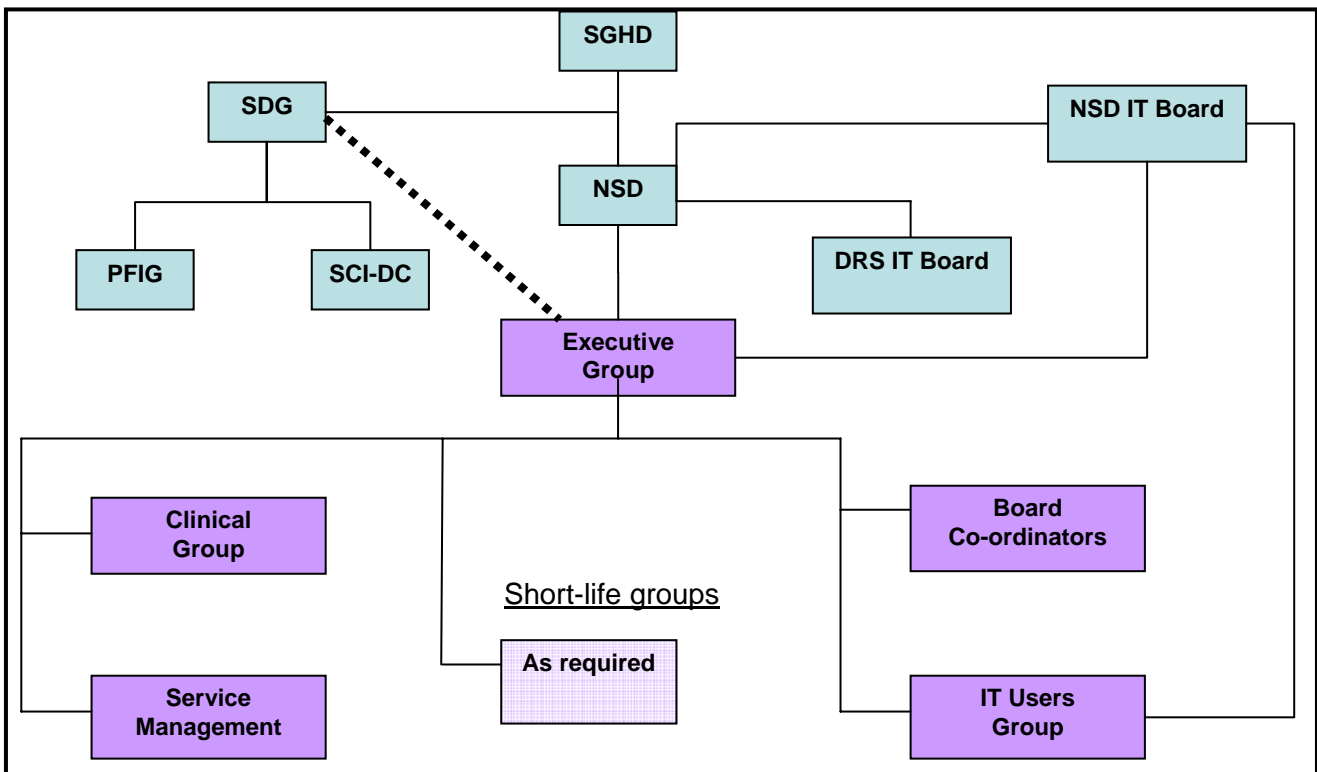 SGHD
SDG
NSD IT Board
NSD
PFIG
SCI-DC
DRS IT Board
Executive
Group
Clinical
Group
Board
Co-ordinators
Short-life groups
As required
Service
Management
IT Users
Group